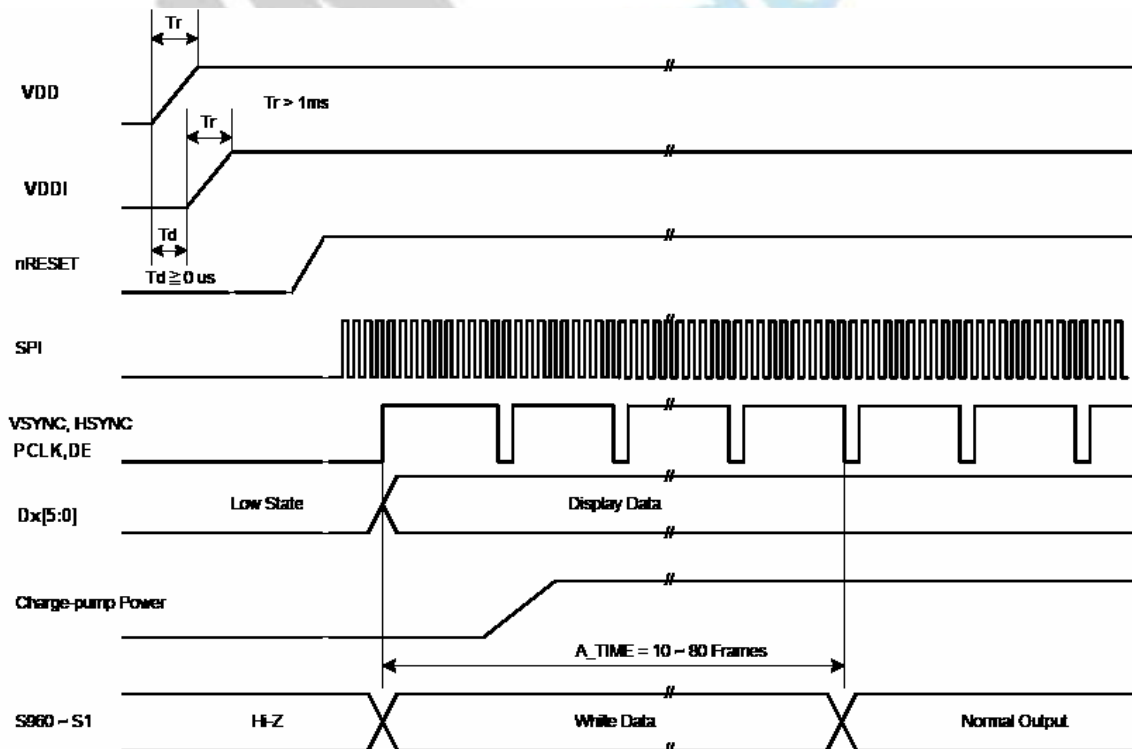 Tr
VDD
Tr > 1ms
Tr
VDDI
Td
nRESET
Td ≧ 0 us
SPI
VSYNC, HSYNC
PCLK,DE
Low State
Display Data
Dx[5:0]
Charge-pump Power
A_TIME = 10 ~ 80 Frames
S960 ~ S1
Hi-Z
White Data
Normal Output